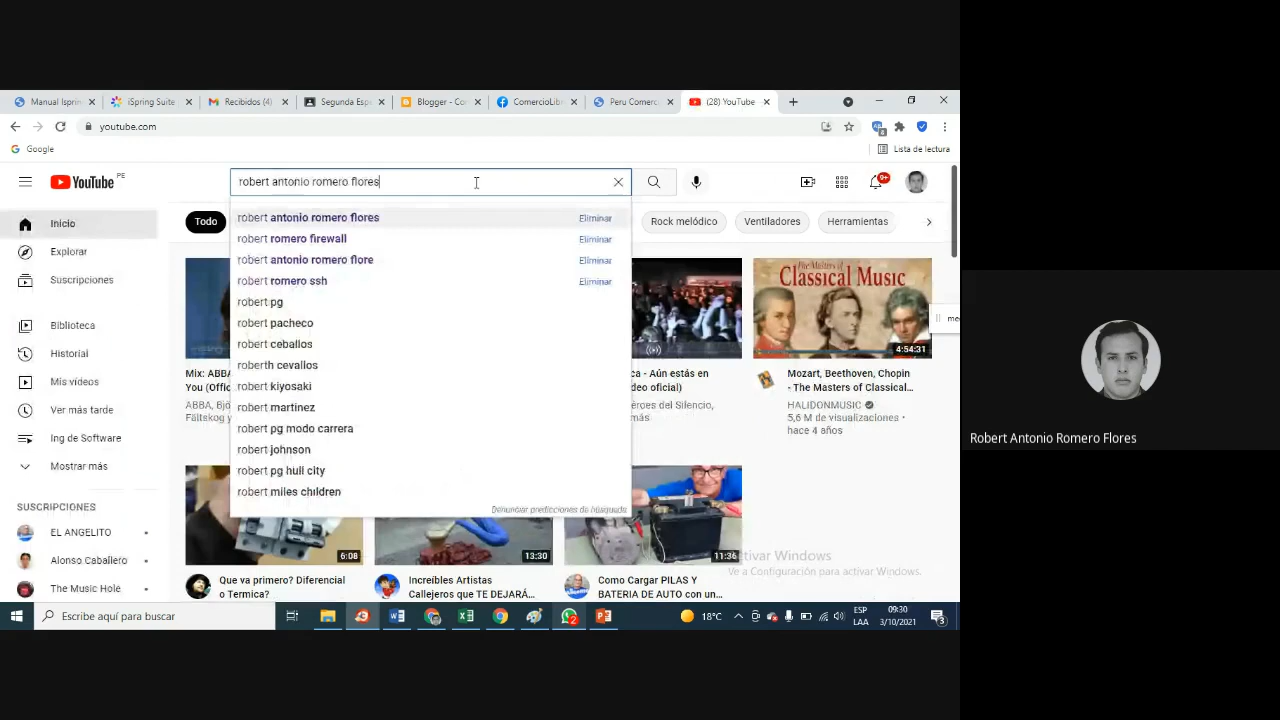 Manual Isprin
iSpring Suite
Recibidos (4)
Segunda Esp
Blogger - Co
ComercioLib
Peru Comerc
(28) YouTube
youtube.com
Google
Lista de lectura
YouTube PE
robert antonio romero flores
9+
Inicio
Explorar
Suscripciones
Biblioteca
Historial
Mis vídeos
Ver más tarde
Ing de Software
Mostrar más
SUSCRIPCIONES
EL ANGELITO
Alonso Caballero
The Music Hole
Todo
Rock melódico
Ventiladores
Herramientas
robert antonio romero flores Eliminar
robert romero firewall Eliminar
robert antonio romero flore Eliminar
robert romero ssh Eliminar
robert pg
robert pacheco
robert ceballos
roberth cevallos
robert kiyosaki
robert martinez
robert pg modo carrera
robert johnson
robert pg hull city
robert miles children
Denunciar predicciones de búsqueda
Mix: ABBA
You (Offic
ABBA, Bjö
Fältskog y
ca - Aún estás en
deo oficial)
éroes del Silencio,
más
The Masters of
Classical Music
4:54:31
Mozart, Beethoven, Chopin
- The Masters of Classical...
HALIDONMUSIC
5,6 M de visualizaciones •
hace 4 años
me
6:08
13:30
11:36
Que va primero? Diferencial
o Termica?
Increíbles Artistas
Callejeros que TE DEJARÁ...
Como Cargar PILAS Y
BATERIA DE AUTO con un...
Activar Windows
Ve a Configuración para activar Windows.
Escribe aquí para buscar
2
18°C
ESP
LAA
09:30
3/10/2021
3
Robert Antonio Romero Flores